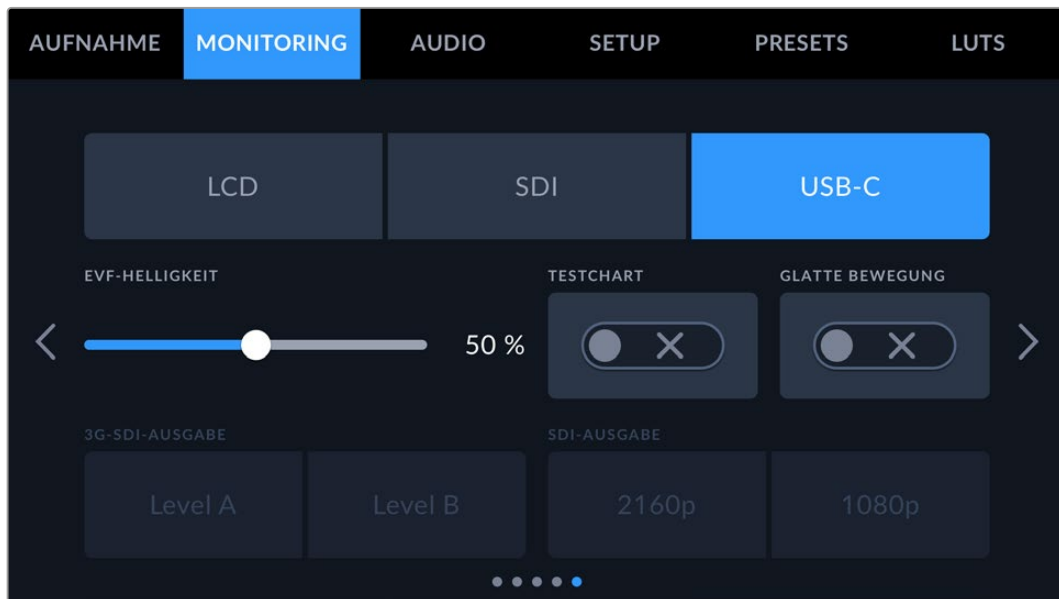 AUFNAHME MONITORING AUDIO SETUP PRESETS LUTS
LCD SDI USB-C
EVF-HELLIGKEIT TESTCHART GLATTE BEWEGUNG
50 %
3G-SDI-AUSGABE SDI-AUSGABE
Level A Level B 2160p 1080p